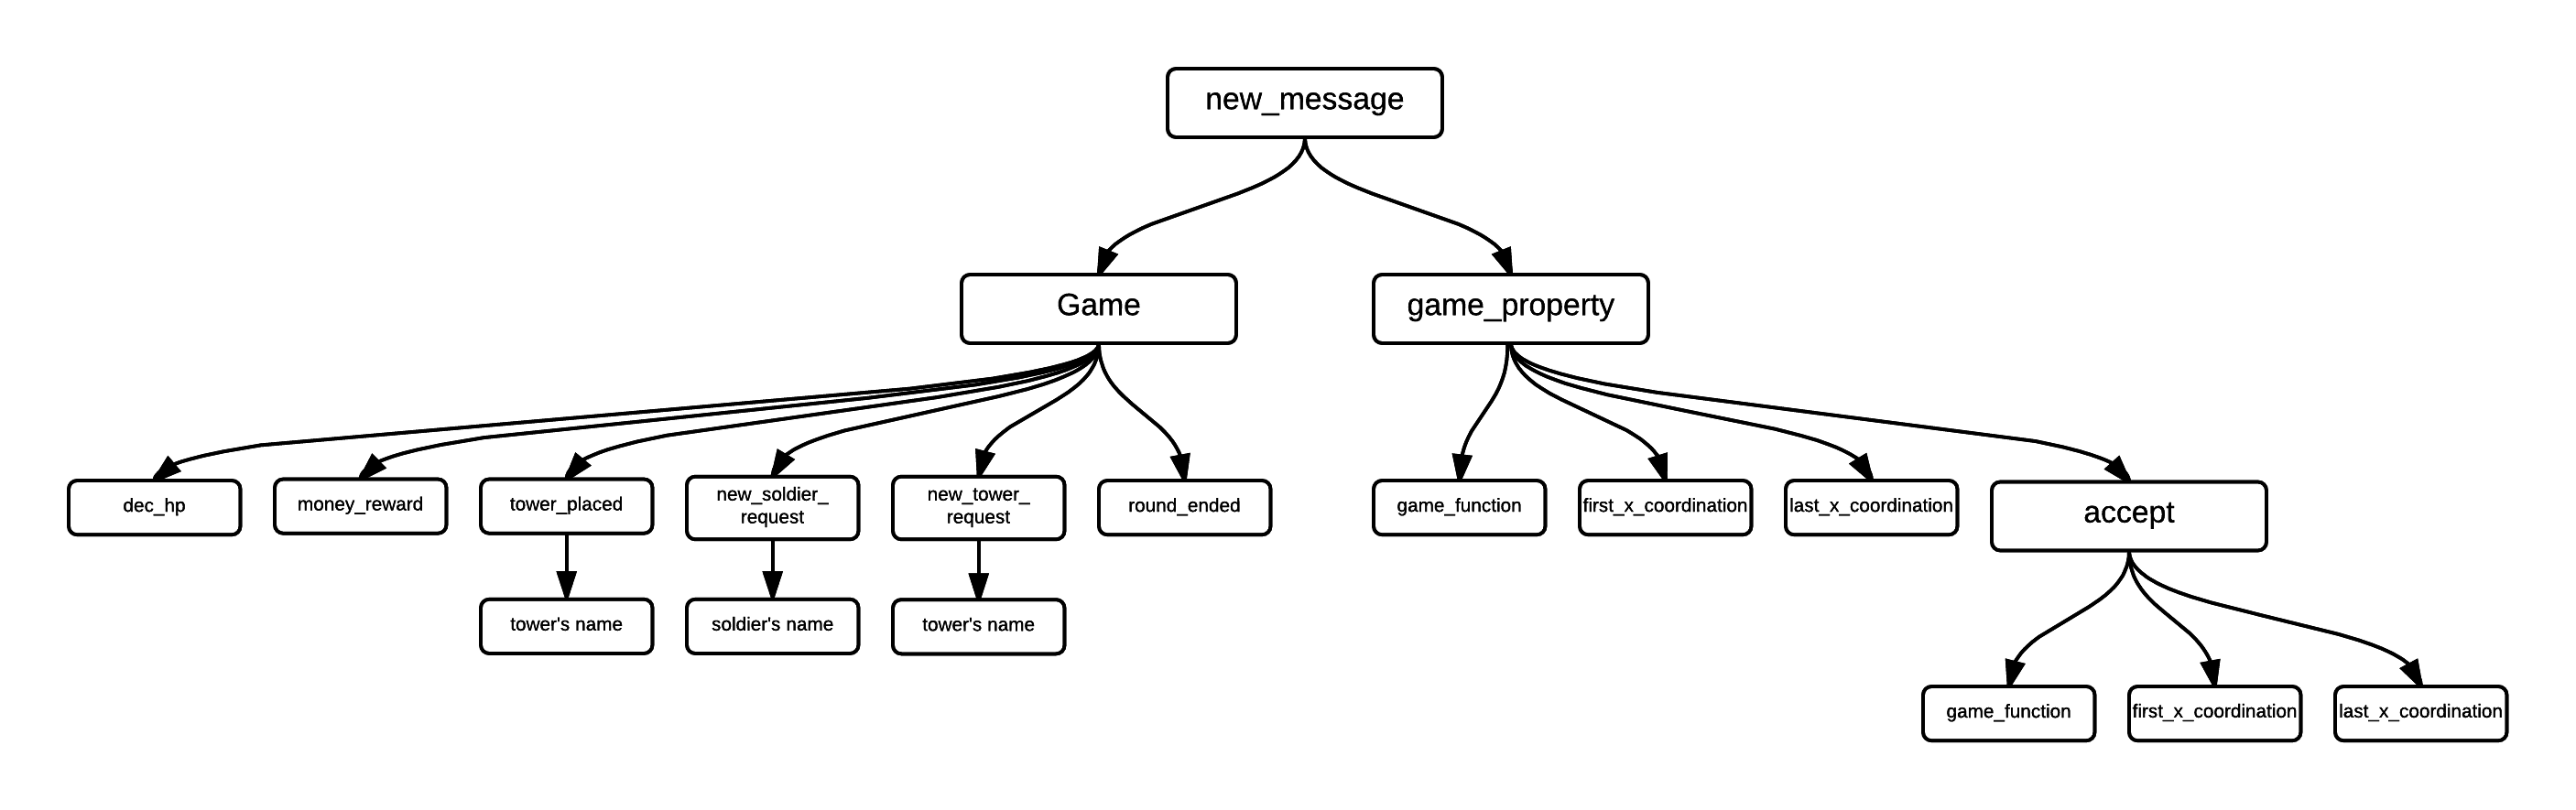 new_message
Game
game_property
dec_hp
money_reward
tower_placed
new_soldier_
request
new_tower_
request
round_ended
game_function
first_x_coordination
last_x_coordination
accept
tower's name
soldier's name
tower's name
game_function
first_x_coordination
last_x_coordination